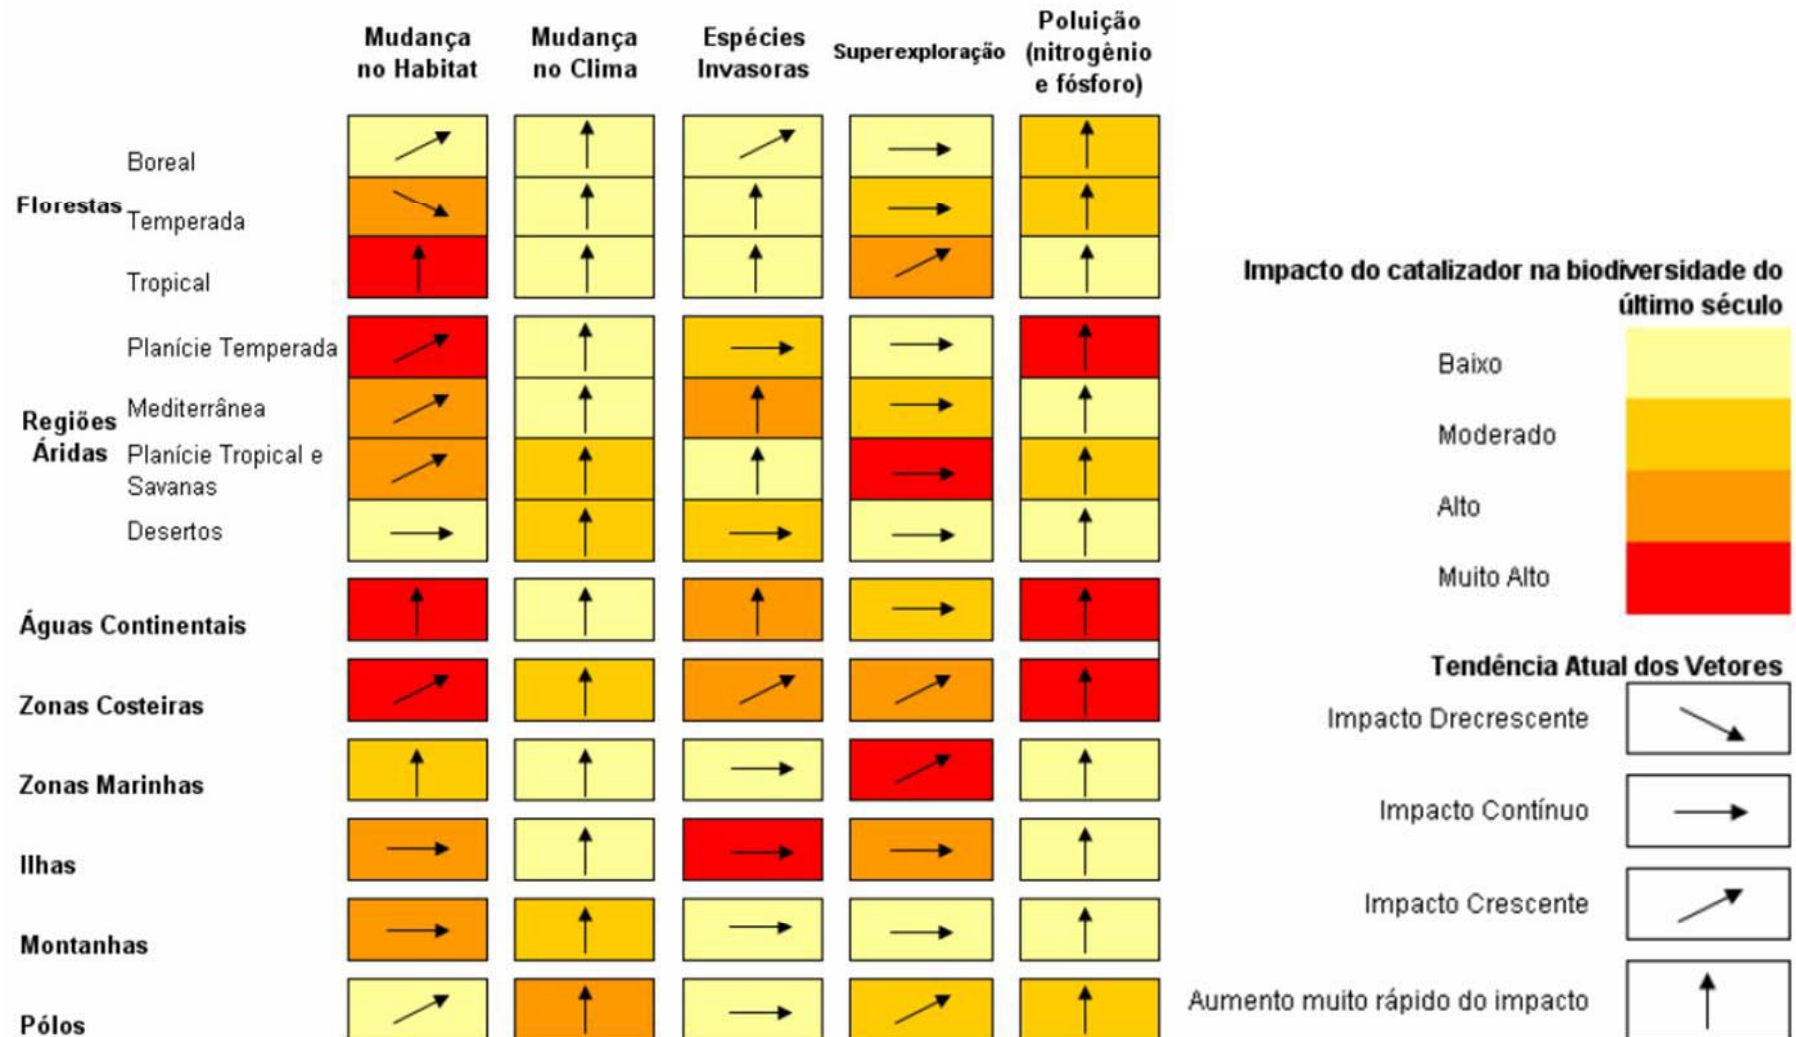 Mudança
no Habitat
Mudança
no Clima
Espécies
Invasoras
Superexploração
Poluição
(nitrogênio
e fósforo)
Florestas
Boreal
Temperada
Tropical
Regiões
Áridas
Planície Temperada
Mediterrânea
Planície Tropical e
Savanas
Desertos
Águas Continentais
Zonas Costeiras
Zonas Marinhas
Ilhas
Montanhas
Pólos
Impacto do catalizador na biodiversidade do
último século
Baixo
Moderado
Alto
Muito Alto
Tendência Atual dos Vetores
Impacto Drecrescente
Impacto Contínuo
Impacto Crescente
Aumento muito rápido do impacto